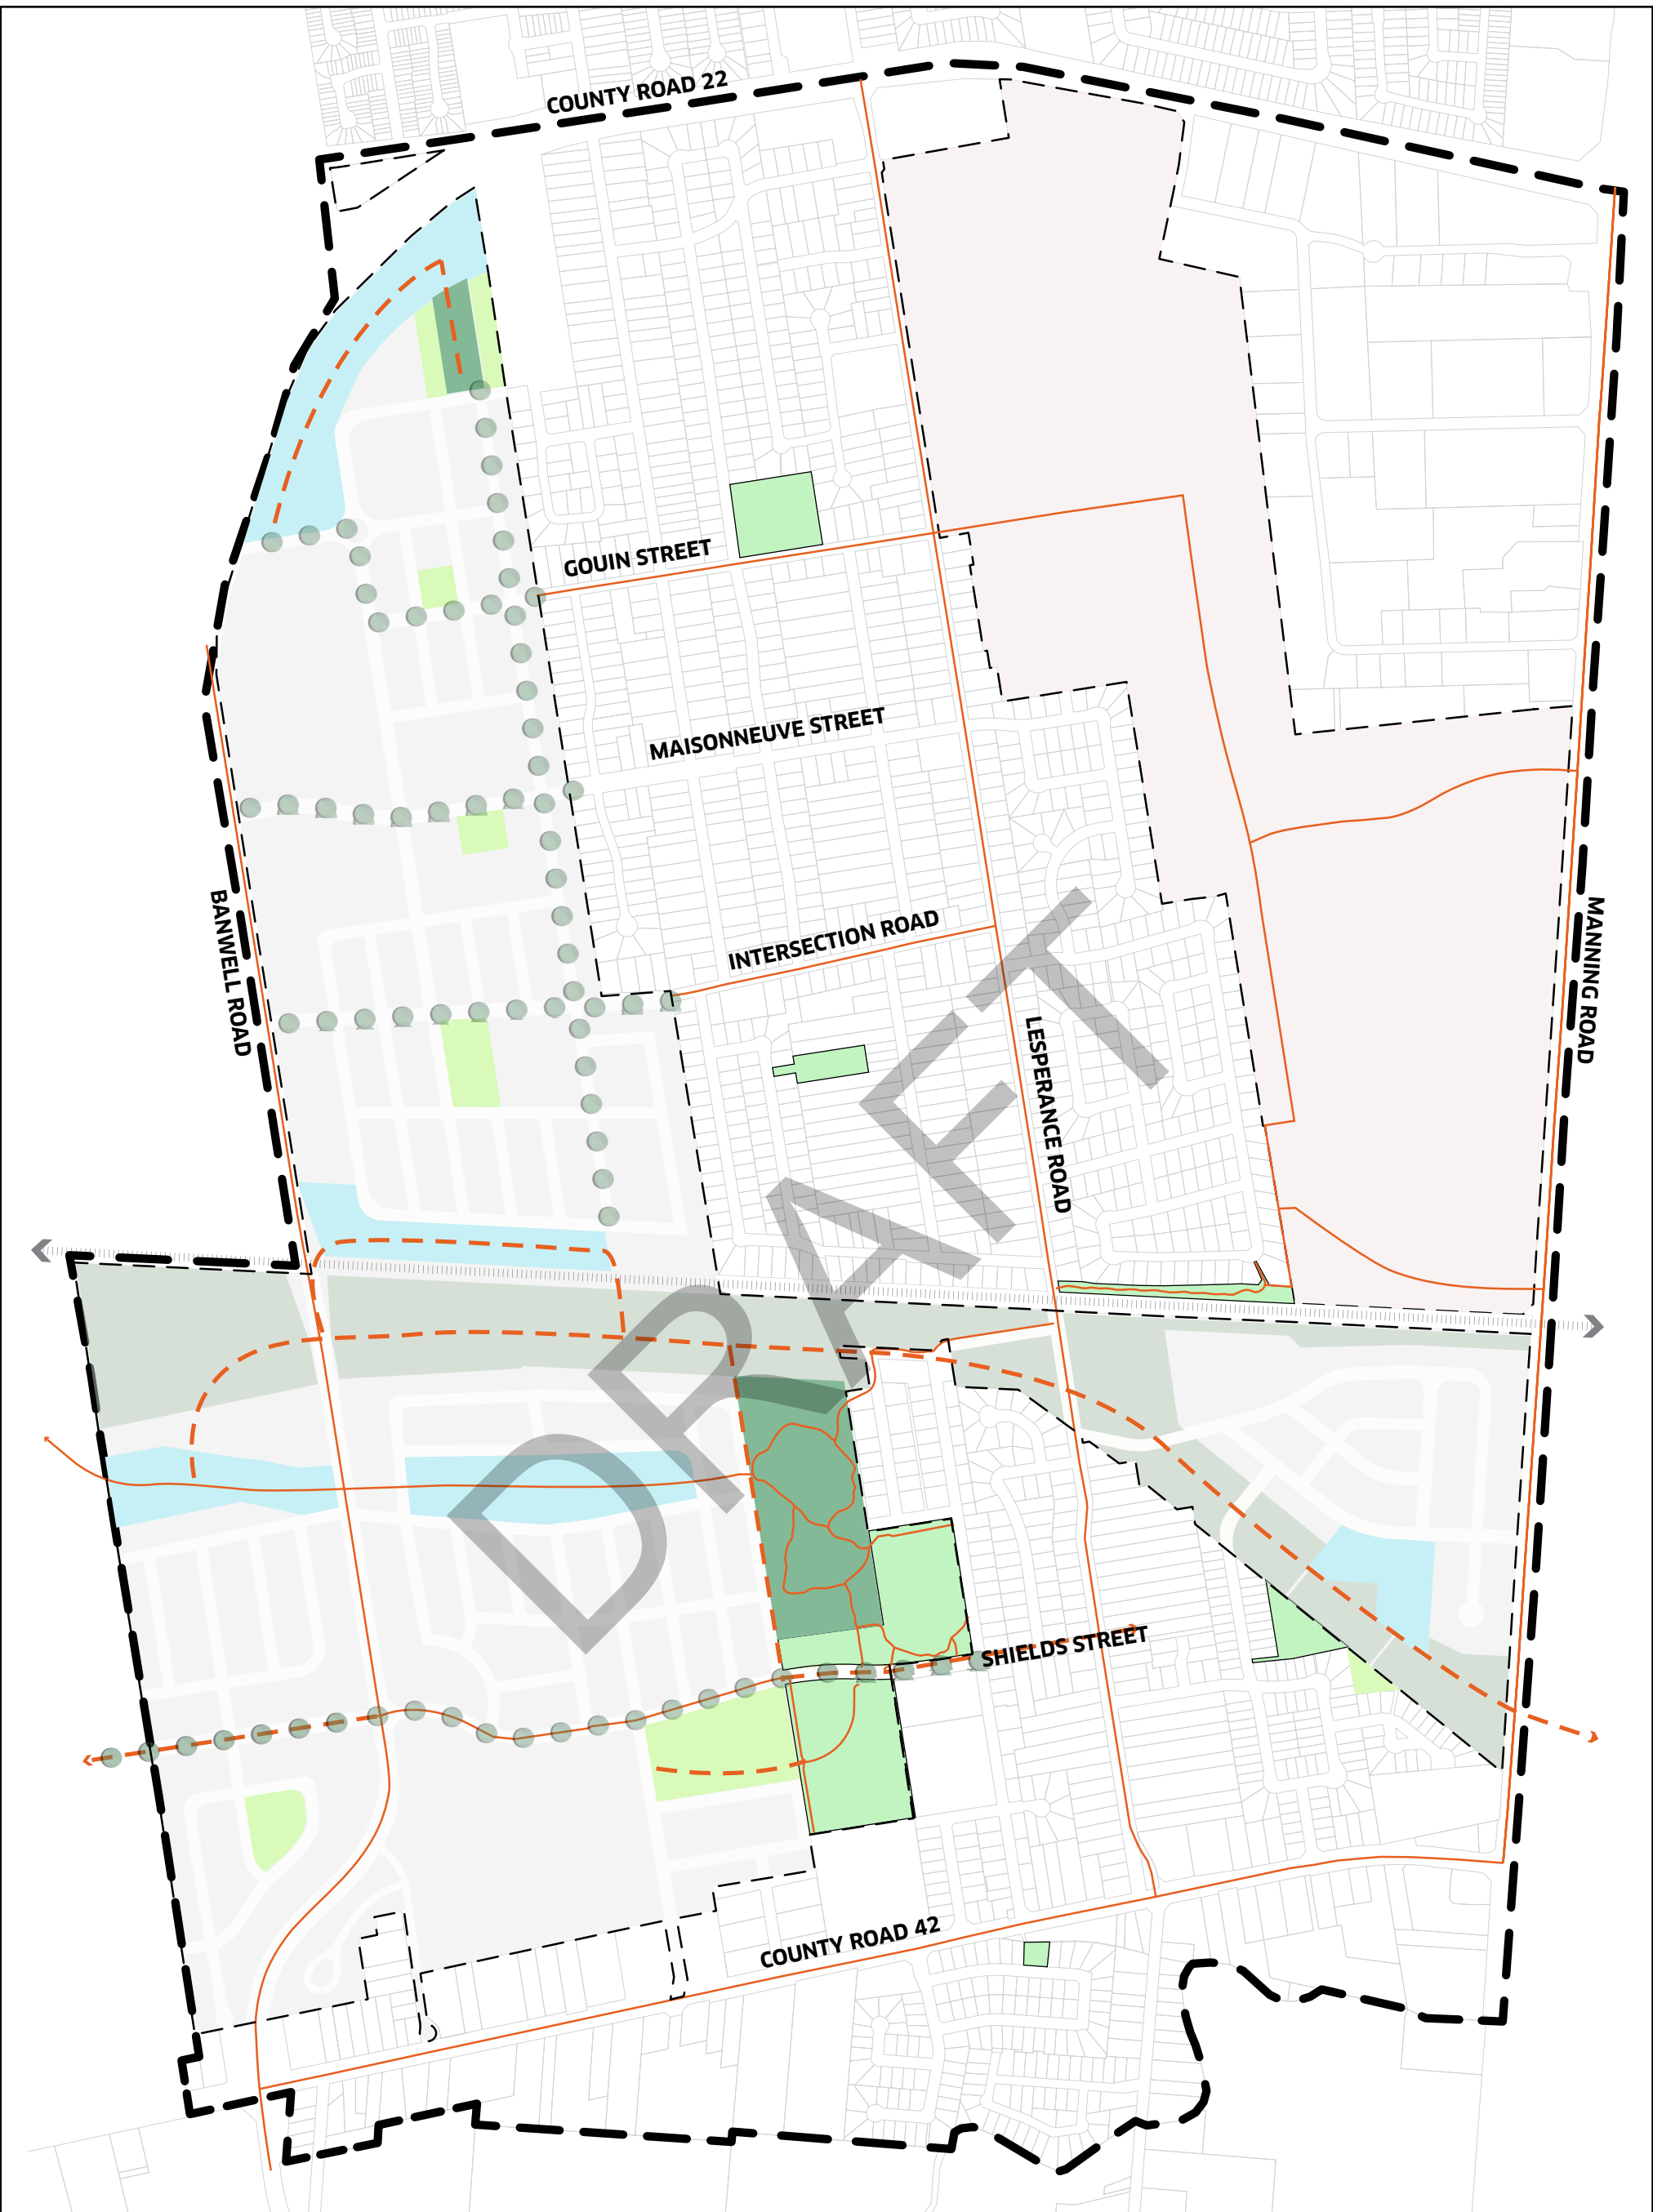 COUNTY ROAD 22
GOUIN STREET
MAISONNEUVE STREET
BANWELL ROAD
INTERSECTION ROAD
MANNING ROAD
LESPERANCE ROAD
DRAFT
SHIELDS STREET
COUNTY ROAD 42